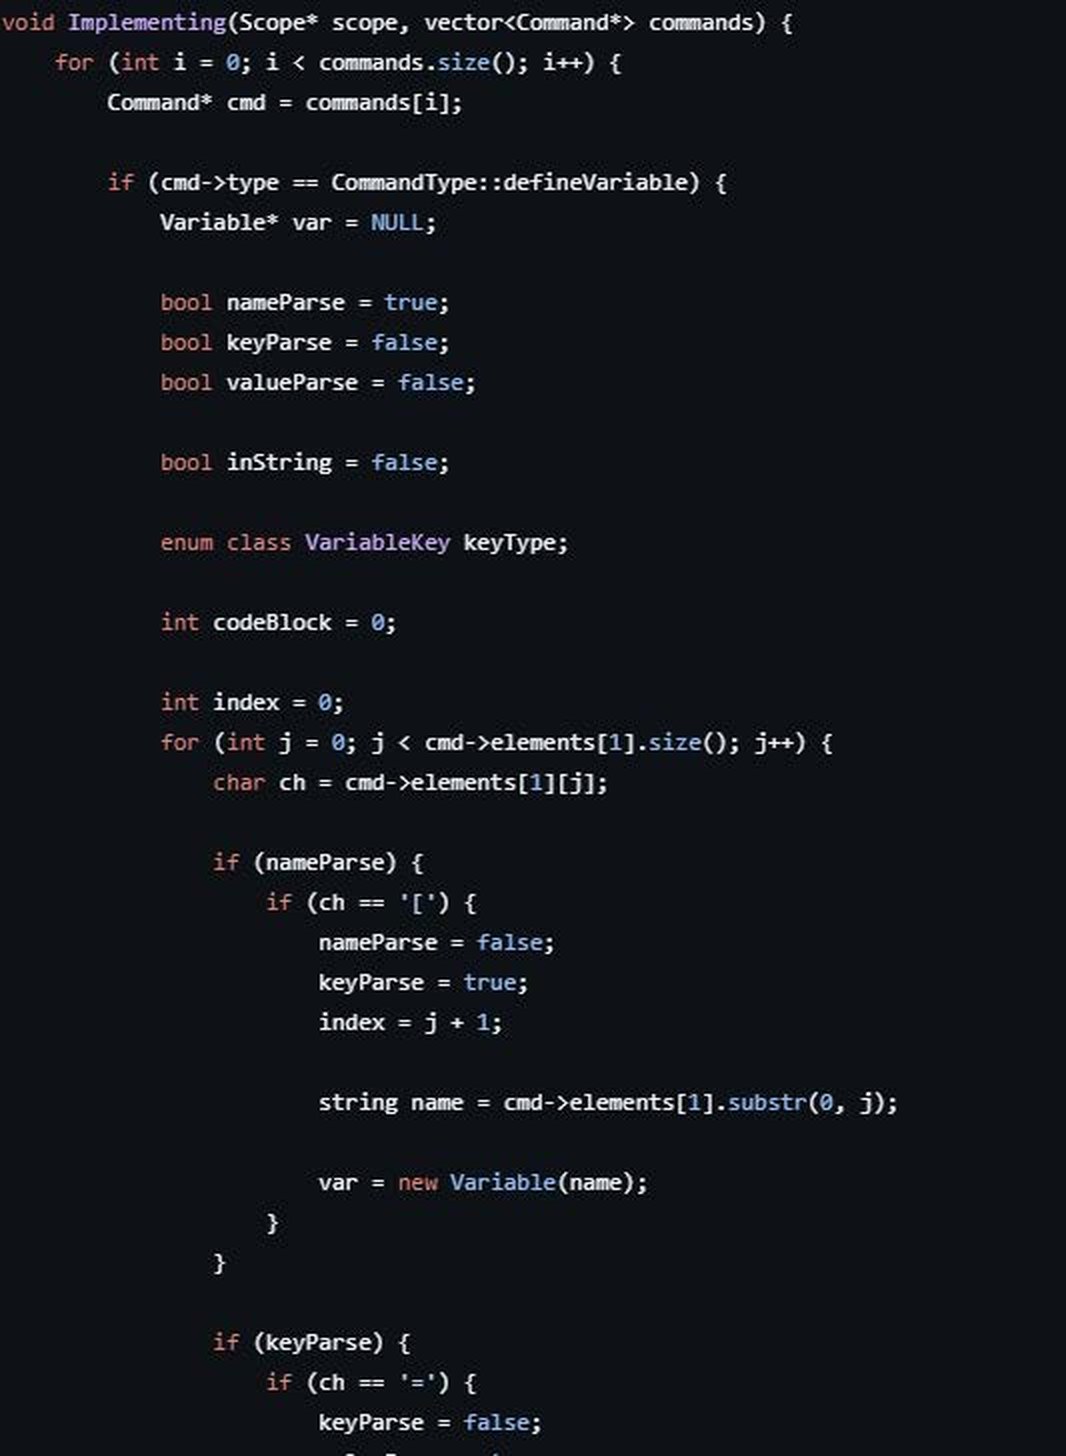 void Implementing(Scope* scope, vector<Command*> commands) {
    for (int i = 0; i < commands.size(); i++) {
        Command* cmd = commands[i];

        if (cmd->type == CommandType::defineVariable) {
            Variable* var = NULL;

            bool nameParse = true;
            bool keyParse = false;
            bool valueParse = false;

            bool inString = false;

            enum class VariableKey keyType;

            int codeBlock = 0;

            int index = 0;
            for (int j = 0; j < cmd->elements[1].size(); j++) {
                char ch = cmd->elements[1][j];

                if (nameParse) {
                    if (ch == '[') {
                        nameParse = false;
                        keyParse = true;
                        index = j + 1;

                        string name = cmd->elements[1].substr(0, j);

                        var = new Variable(name);
                    }
                }

                if (keyParse) {
                    if (ch == '=') {
                        keyParse = false;